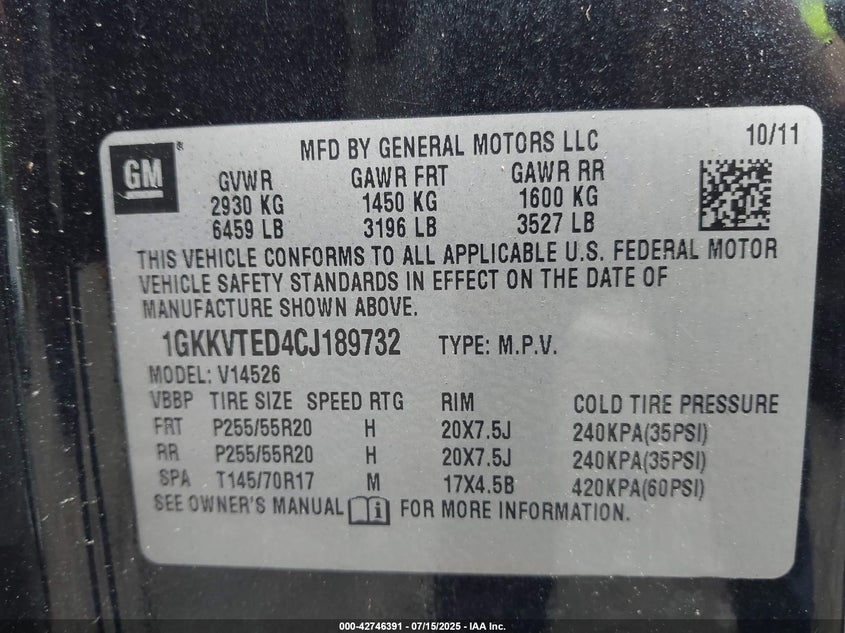 GM ®
MFD BY GENERAL MOTORS LLC 10/11
GVWR GAWR FRT GAWR RR
2930 KG 1450 KG 1600 KG
6459 LB 3196 LB 3527 LB
THIS VEHICLE CONFORMS TO ALL APPLICABLE U.S. FEDERAL MOTOR
VEHICLE SAFETY STANDARDS IN EFFECT ON THE DATE OF
MANUFACTURE SHOWN ABOVE.
1GKKVTED4CJ189732 TYPE: M.P.V.
MODEL: V14526
VBBP TIRE SIZE SPEED RTG RIM COLD TIRE PRESSURE
FRT P255/55R20 H 20X7.5J 240KPA(35PSI)
RR P255/55R20 H 20X7.5J 240KPA(35PSI)
SPA T145/70R17 M 17X4.5B 420KPA(60PSI)
SEE OWNER'S MANUAL i FOR MORE INFORMATION.
000-42746391 - 07/15/2025 - IAA Inc.